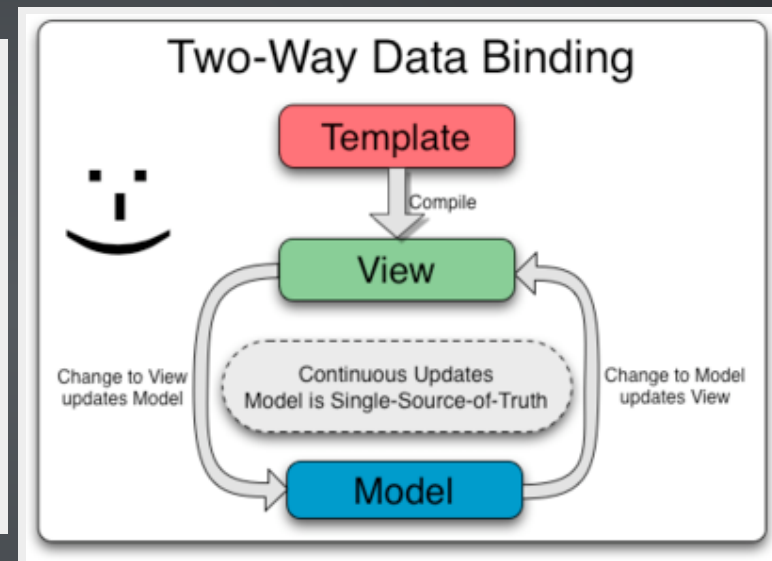 Two-Way Data Binding
Template
Compile
View
Change to View
updates Model
Continuous Updates
Model is Single-Source-of-Truth
Change to Model
updates View
Model